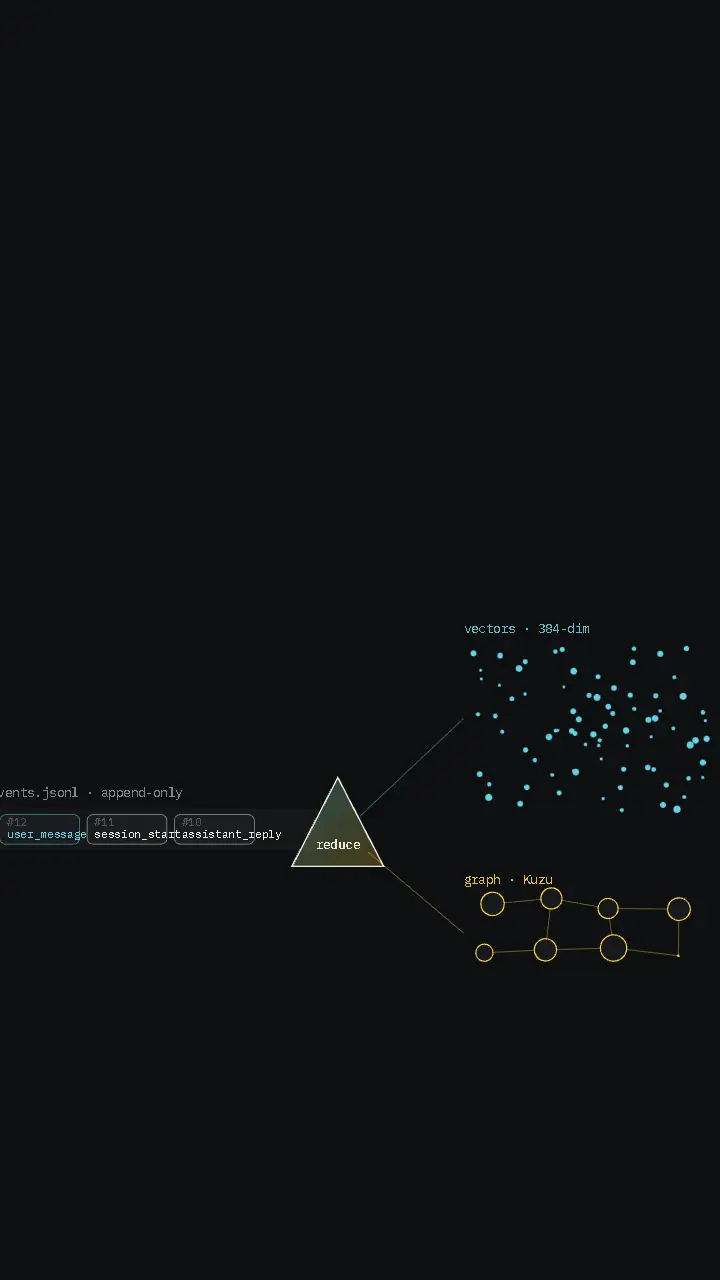 vectors · 384-dim
vents.jsonl · append-only
#12 #11 #10
user_message session_start assistant_reply
reduce
graph · Kuzu